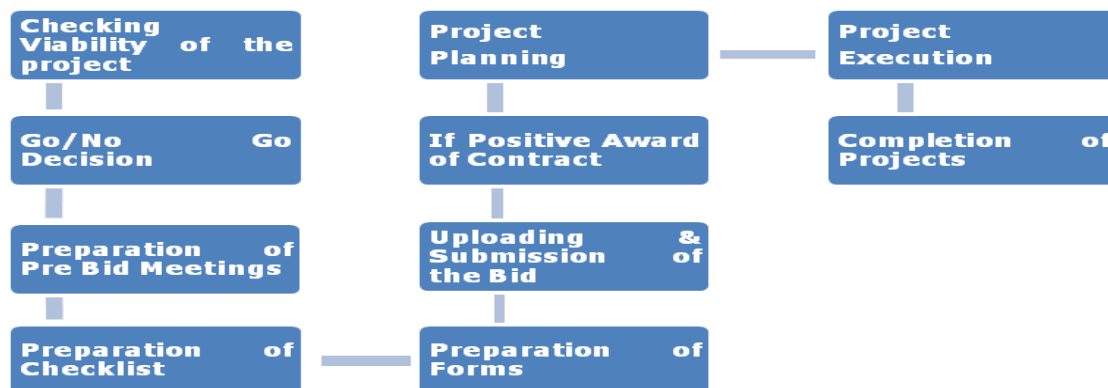 Checking
Viability of the
project
Go/No Go
Decision
Preparation of
Pre Bid Meetings
Preparation of
Checklist
Preparation of
Forms
Uploading &
Submission of
the Bid
If Positive Award
of Contract
Project
Planning
Project
Execution
Completion of
Projects